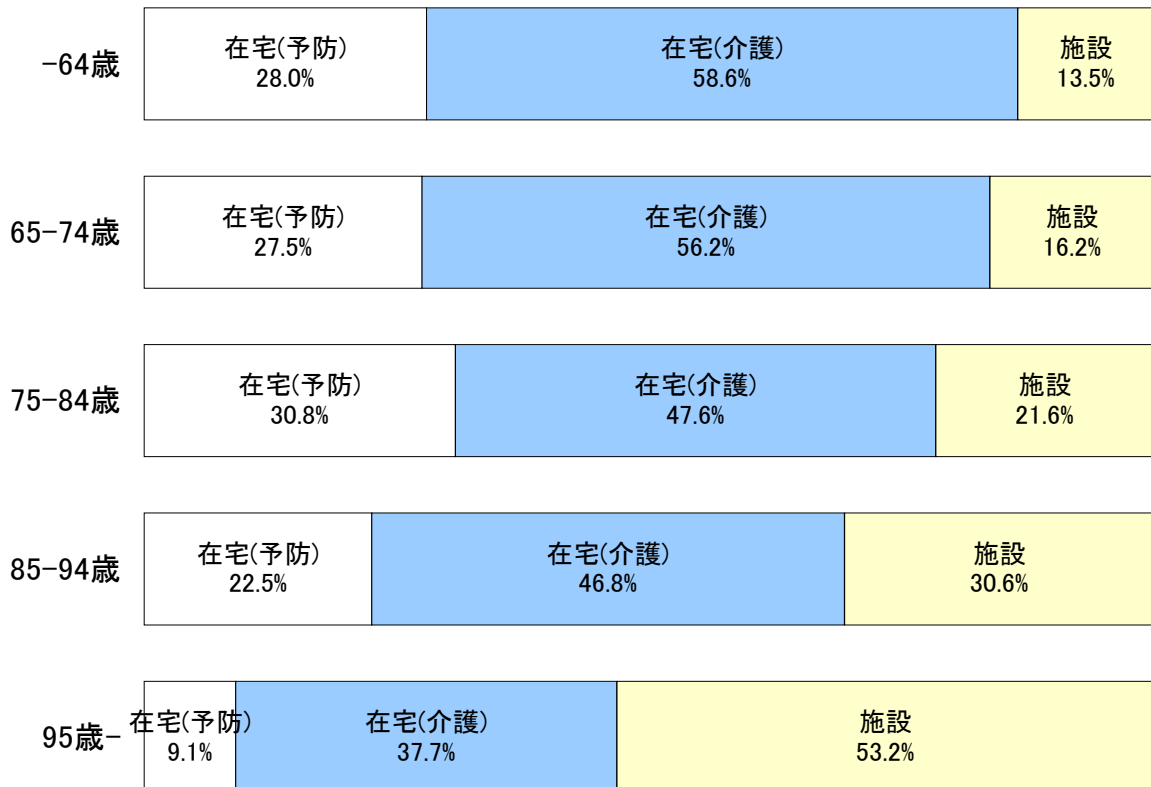 -64歳
在宅(予防)
28.0%
在宅(介護)
58.6%
施設
13.5%
65-74歳
在宅(予防)
27.5%
在宅(介護)
56.2%
施設
16.2%
75-84歳
在宅(予防)
30.8%
在宅(介護)
47.6%
施設
21.6%
85-94歳
在宅(予防)
22.5%
在宅(介護)
46.8%
施設
30.6%
95歳-
在宅(予防)
9.1%
在宅(介護)
37.7%
施設
53.2%